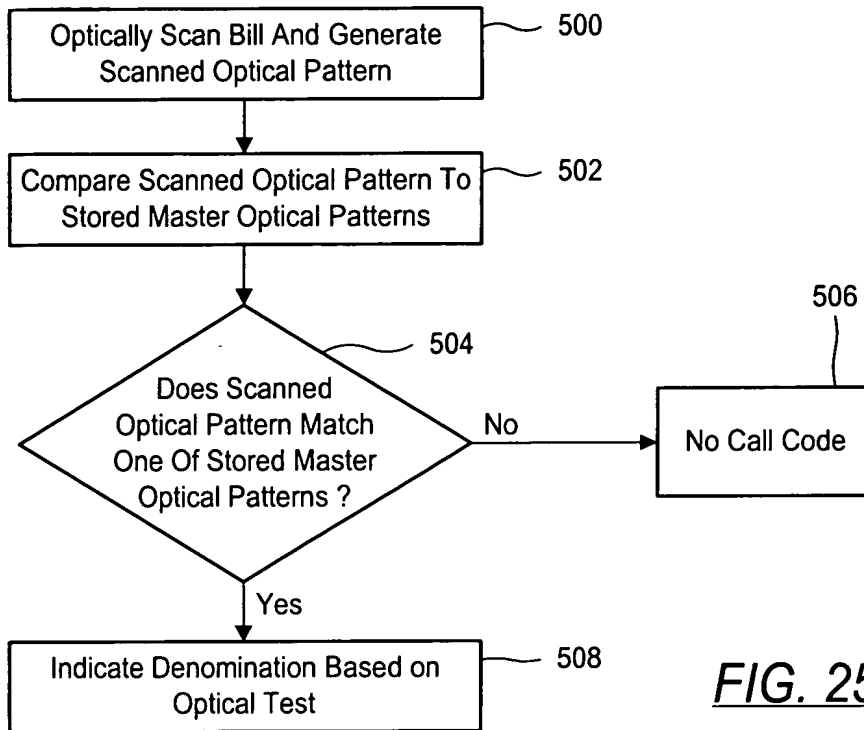 Optically Scan Bill And Generate
Scanned Optical Pattern
500
Compare Scanned Optical Pattern To
Stored Master Optical Patterns
502
504
Does Scanned
Optical Pattern Match
One Of Stored Master
Optical Patterns ?
No
506
No Call Code
Yes
Indicate Denomination Based on
Optical Test
508
FIG. 25